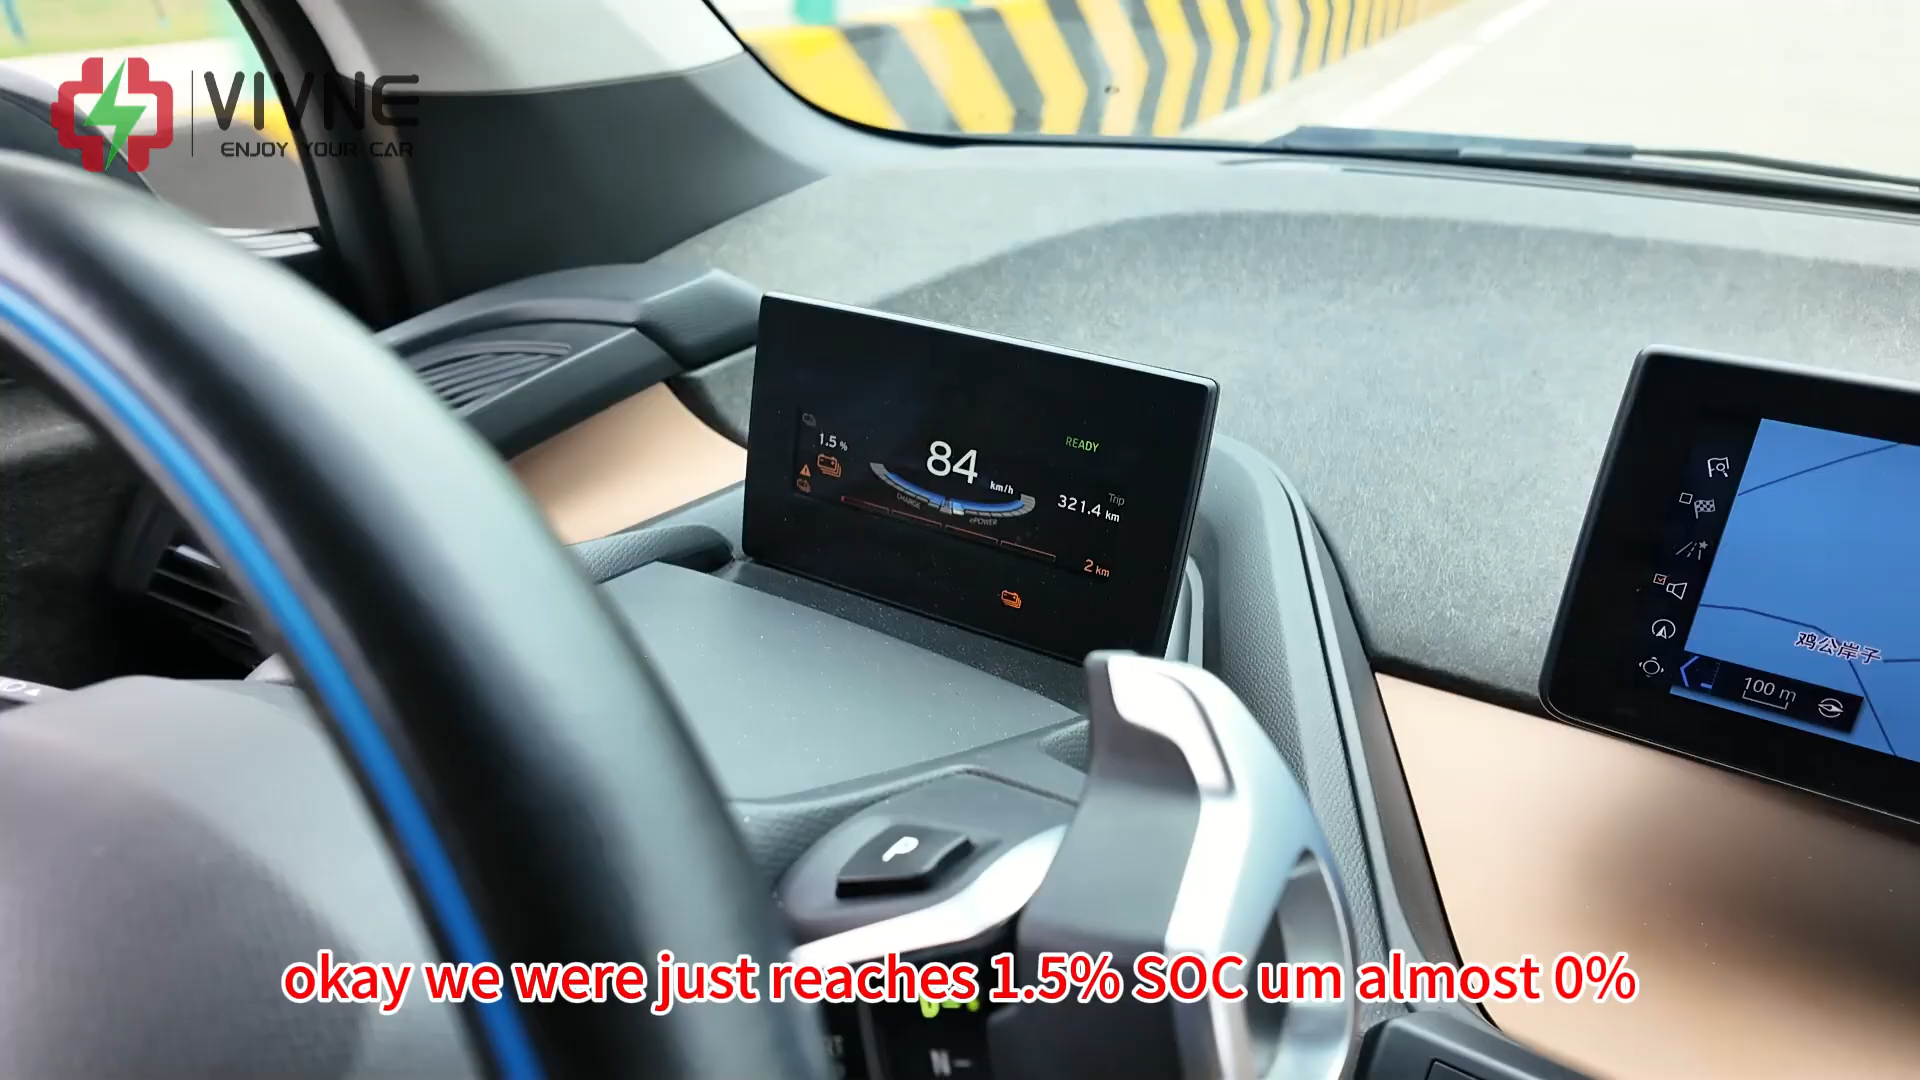 VIVNE
ENJOY YOUR CAR
1.5 %
84 km/h
READY
CHARGE
ePOWER
Trip
321.4 km
2 km
鸡公岸子
100 m
P
N
okay we were just reaches 1.5% SOC um almost 0%